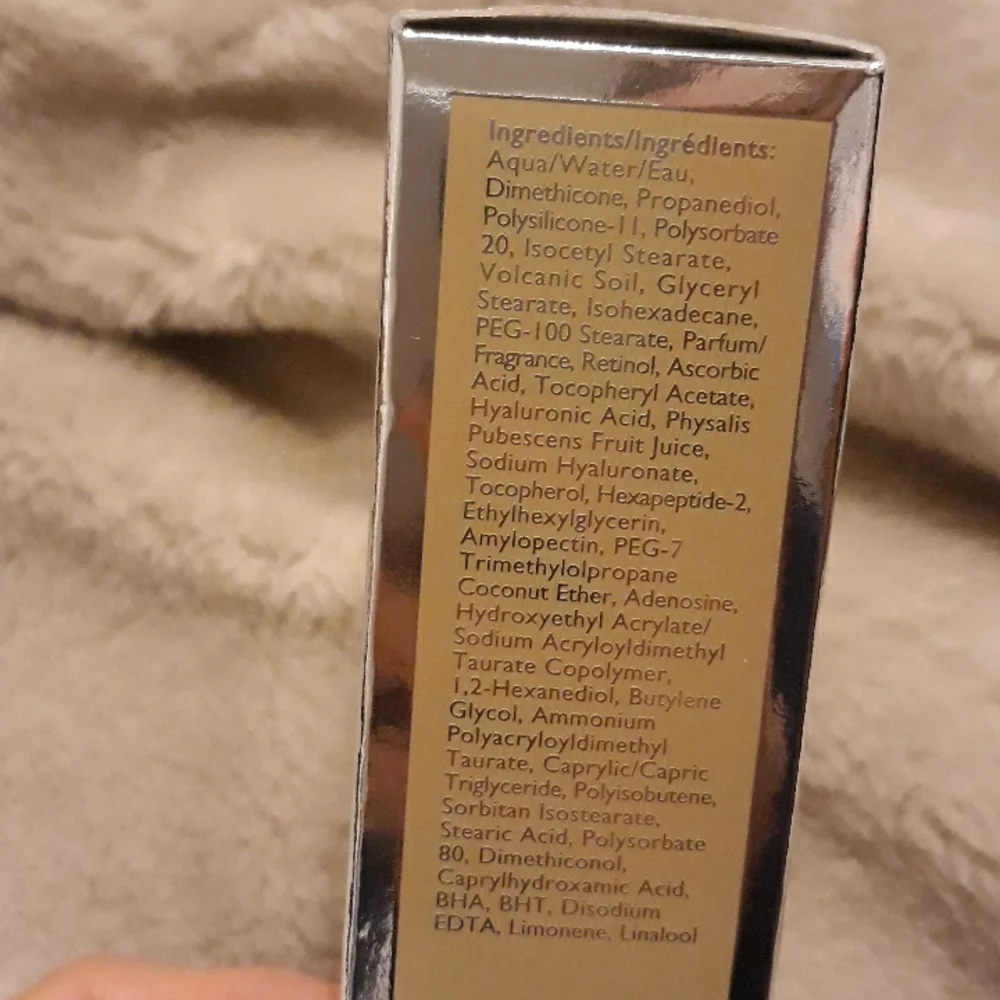 Ingredients/Ingrédients:
Aqua/Water/Eau,
Dimethicone, Propanediol,
Polysilicone-11, Polysorbate
20, Isocetyl Stearate,
Volcanic Soil, Glyceryl
Stearate, Isohexadecane,
PEG-100 Stearate, Parfum/
Fragrance, Retinol, Ascorbic
Acid, Tocopheryl Acetate,
Hyaluronic Acid, Physalis
Pubescens Fruit Juice,
Sodium Hyaluronate,
Tocopherol, Hexapeptide-2,
Ethylhexylglycerin,
Amylopectin, PEG-7
Trimethylolpropane
Coconut Ether, Adenosine,
Hydroxyethyl Acrylate/
Sodium Acryloyldimethyl
Taurate Copolymer,
1,2-Hexanediol, Butylene
Glycol, Ammonium
Polyacryloyldimethyl
Taurate, Caprylic/Capric
Triglyceride, Polyisobutene,
Sorbitan Isostearate,
Stearic Acid, Polysorbate
80, Dimethiconol,
Caprylhydroxamic Acid,
BHA, BHT, Disodium
EDTA, Limonene, Linalool